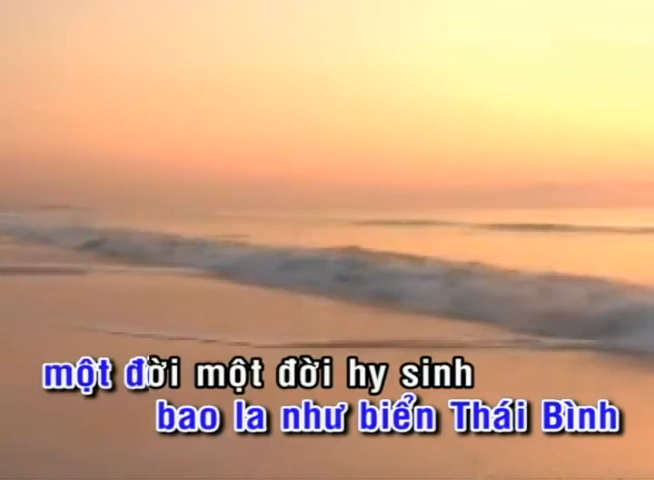 một đời một đời hy sinh
bao la như biển Thái Bình